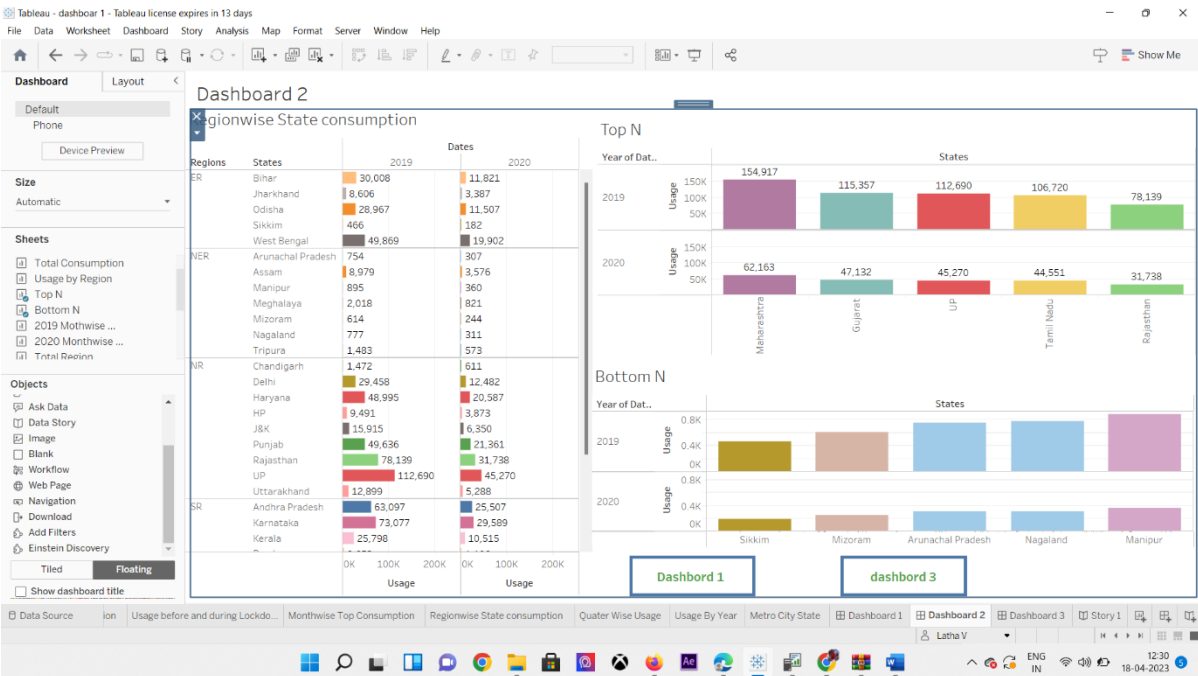 Tableau - dashboar 1 - Tableau license expires in 13 days
File Data Worksheet Dashboard Story Analysis Map Format Server Window Help
Show Me
Dashboard Layout
Default
Phone
Device Preview
Size
Automatic
Sheets
Total Consumption
Usage by Region
Top N
Bottom N
2019 Mothwise ...
2020 Monthwise ...
Total Region
Objects
Ask Data
Data Story
Image
Blank
Workflow
Web Page
Navigation
Download
Add Filters
Einstein Discovery
Tiled Floating
Show dashboard title
Dashboard 2
egionwise State consumption
Dates
Regions States 2019 2020
ER Bihar 30,008 11,821
Jharkhand 8,606 3,387
Odisha 28,967 11,507
Sikkim 466 182
West Bengal 49,869 19,902
NER Arunachal Pradesh 754 307
Assam 8,979 3,576
Manipur 895 360
Meghalaya 2,018 821
Mizoram 614 244
Nagaland 777 311
Tripura 1,483 573
NR Chandigarh 1,472 611
Delhi 29,458 12,482
Haryana 48,995 20,587
HP 9,491 3,873
J&K 15,915 6,350
Punjab 49,636 21,361
Rajasthan 78,139 31,738
UP 112,690 45,270
Uttarakhand 12,899 5,288
SR Andhra Pradesh 63,097 25,507
Karnataka 73,077 29,589
Kerala 25,798 10,515
0K 100K 200K 0K 100K 200K
Usage Usage
Top N
Year of Dat.. States
2019 Usage 150K 100K 50K
154,917 115,357 112,690 106,720 78,139
2020 Usage 150K 100K 50K
62,163 47,132 45,270 44,551 31,738
Maharashtra Gujarat UP Tamil Nadu Rajasthan
Bottom N
Year of Dat.. States
2019 Usage 0.8K 0.4K 0K
2020 Usage 0.8K 0.4K 0K
Sikkim Mizoram Arunachal Pradesh Nagaland Manipur
Dashbord 1 dashbord 3
Data Source ion Usage before and during Lockdo... Monthwise Top Consumption Regionwise State consumption Quater Wise Usage Usage By Year Metro City State Dashboard 1 Dashboard 2 Dashboard 3 Story 1
Latha V
ENG
IN
12:30
18-04-2023
5